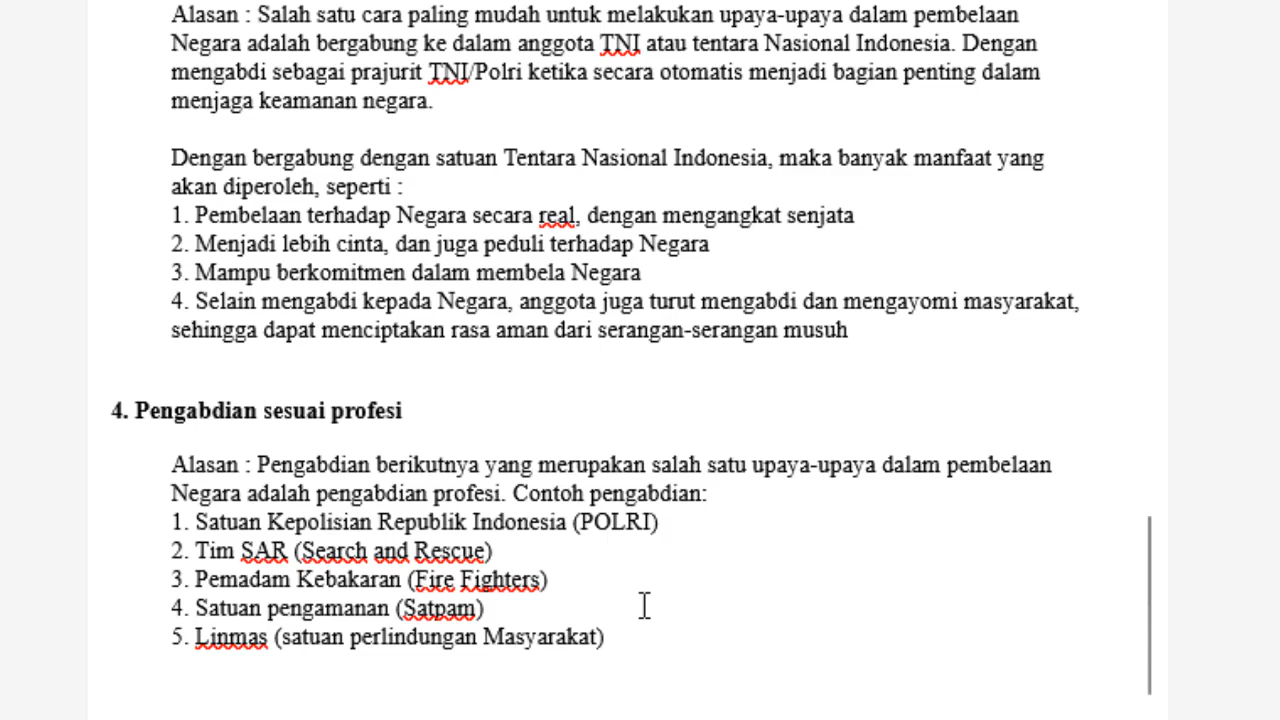 Alasan : Salah satu cara paling mudah untuk melakukan upaya-upaya dalam pembelaan
Negara adalah bergabung ke dalam anggota TNI atau tentara Nasional Indonesia. Dengan
mengabdi sebagai prajurit TNI/Polri ketika secara otomatis menjadi bagian penting dalam
menjaga keamanan negara.
Dengan bergabung dengan satuan Tentara Nasional Indonesia, maka banyak manfaat yang
akan diperoleh, seperti :
1. Pembelaan terhadap Negara secara real, dengan mengangkat senjata
2. Menjadi lebih cinta, dan juga peduli terhadap Negara
3. Mampu berkomitmen dalam membela Negara
4. Selain mengabdi kepada Negara, anggota juga turut mengabdi dan mengayomi masyarakat,
sehingga dapat menciptakan rasa aman dari serangan-serangan musuh
4. Pengabdian sesuai profesi
Alasan : Pengabdian berikutnya yang merupakan salah satu upaya-upaya dalam pembelaan
Negara adalah pengabdian profesi. Contoh pengabdian:
1. Satuan Kepolisian Republik Indonesia (POLRI)
2. Tim SAR (Search and Rescue)
3. Pemadam Kebakaran (Fire Fighters)
4. Satuan pengamanan (Satpam)
5. Linmas (satuan perlindungan Masyarakat)